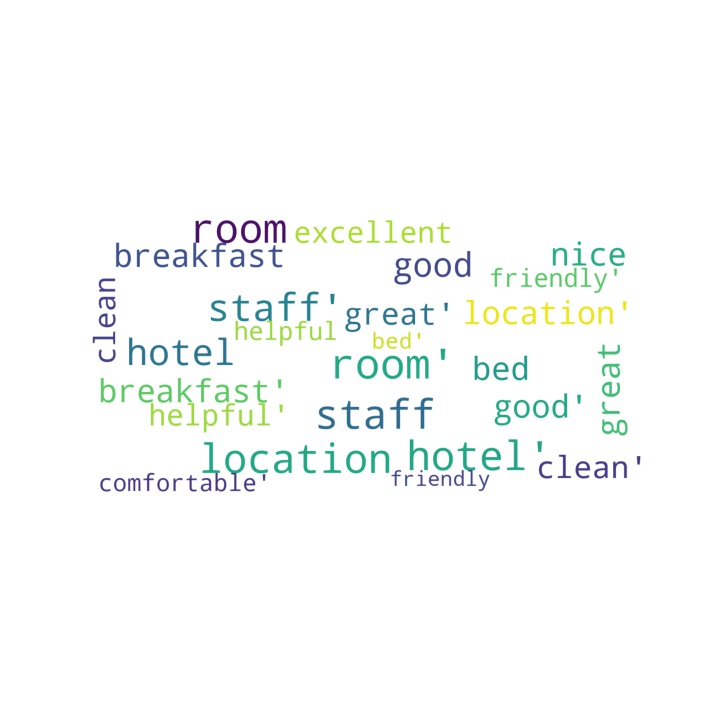 room excellent
breakfast good nice
clean friendly'
staff' great' location'
helpful bed'
hotel room' bed great
breakfast'
helpful' staff good'
location hotel' clean'
comfortable' friendly